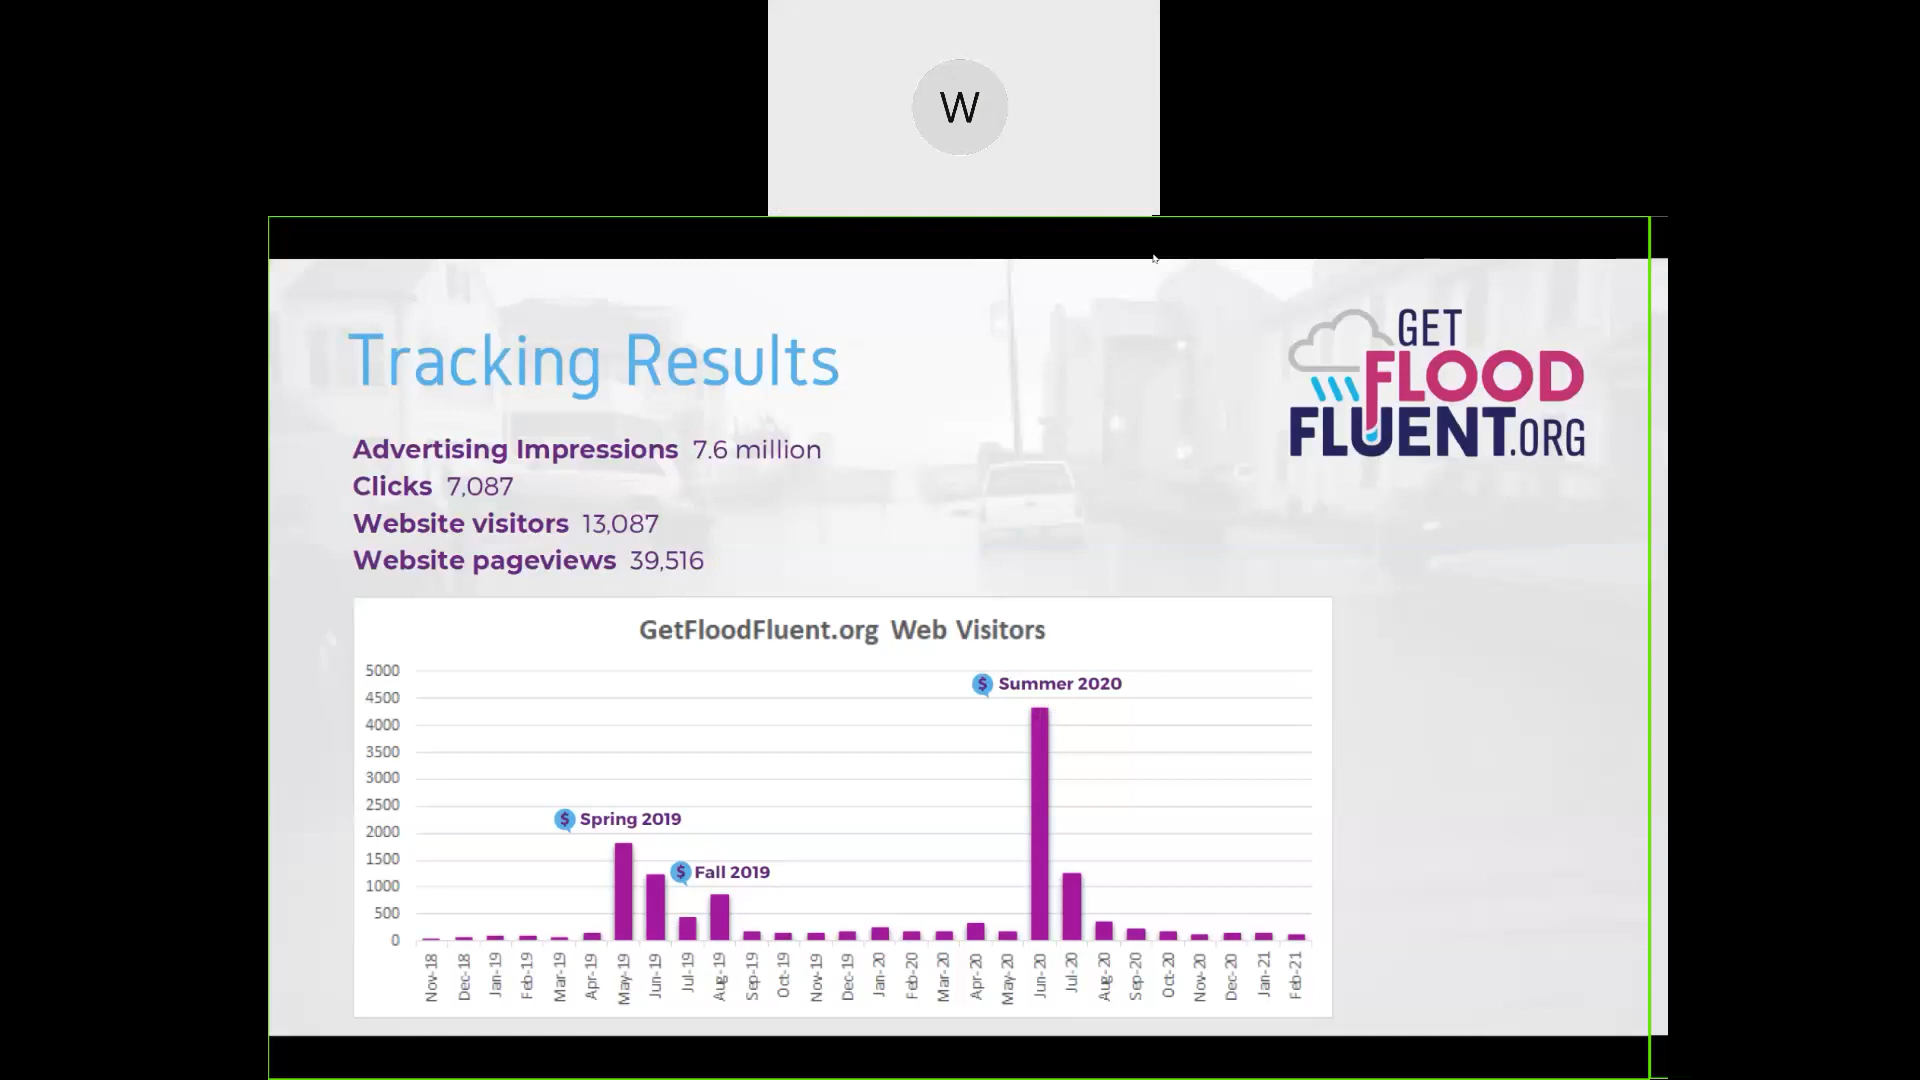 W
Tracking Results
GET
FLOOD
FLUENT.ORG
Advertising Impressions 7.6 million
Clicks 7,087
Website visitors 13,087
Website pageviews 39,516
GetFloodFluent.org Web Visitors
5000
4500
4000
3500
3000
2500
2000
1500
1000
500
0
$ Summer 2020
$ Spring 2019
$ Fall 2019
Nov-18
Dec-18
Jan-19
Feb-19
Mar-19
Apr-19
May-19
Jun-19
Jul-19
Aug-19
Sep-19
Oct-19
Nov-19
Dec-19
Jan-20
Feb-20
Mar-20
Apr-20
May-20
Jun-20
Jul-20
Aug-20
Sep-20
Oct-20
Nov-20
Dec-20
Jan-21
Feb-21